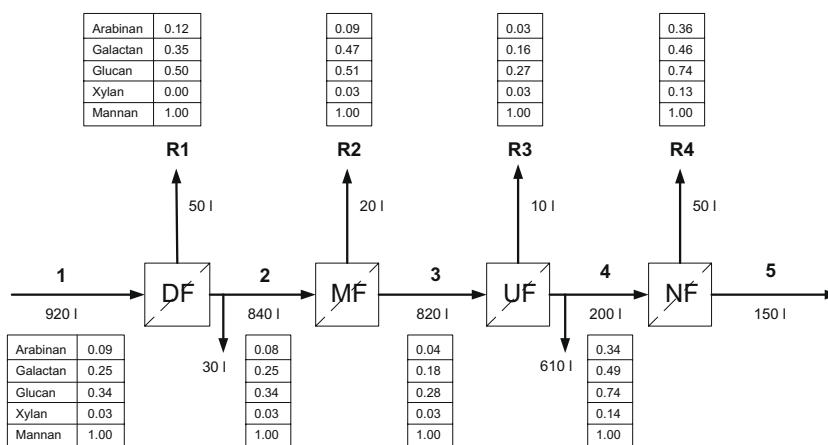 Arabinan 0.12 0.09 0.03 0.36
Galactan 0.35 0.47 0.16 0.46
Glucan 0.50 0.51 0.27 0.74
Xylan 0.00 0.03 0.03 0.13
Mannan 1.00 1.00 1.00 1.00
R1 R2 R3 R4
50 l 20 l 10 l 50 l
1 2 3 4 5
DF MF UF NF
920 l 840 l 820 l 200 l 150 l
30 l 610 l
Arabinan 0.09 0.08 0.04 0.34
Galactan 0.25 0.25 0.18 0.49
Glucan 0.34 0.34 0.28 0.74
Xylan 0.03 0.03 0.03 0.14
Mannan 1.00 1.00 1.00 1.00